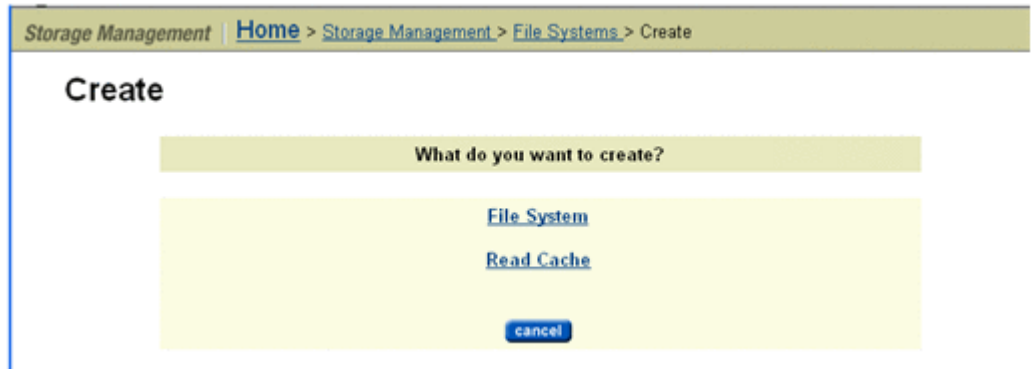 Storage Management | Home > Storage Management > File Systems > Create
Create
What do you want to create?
File System
Read Cache
cancel